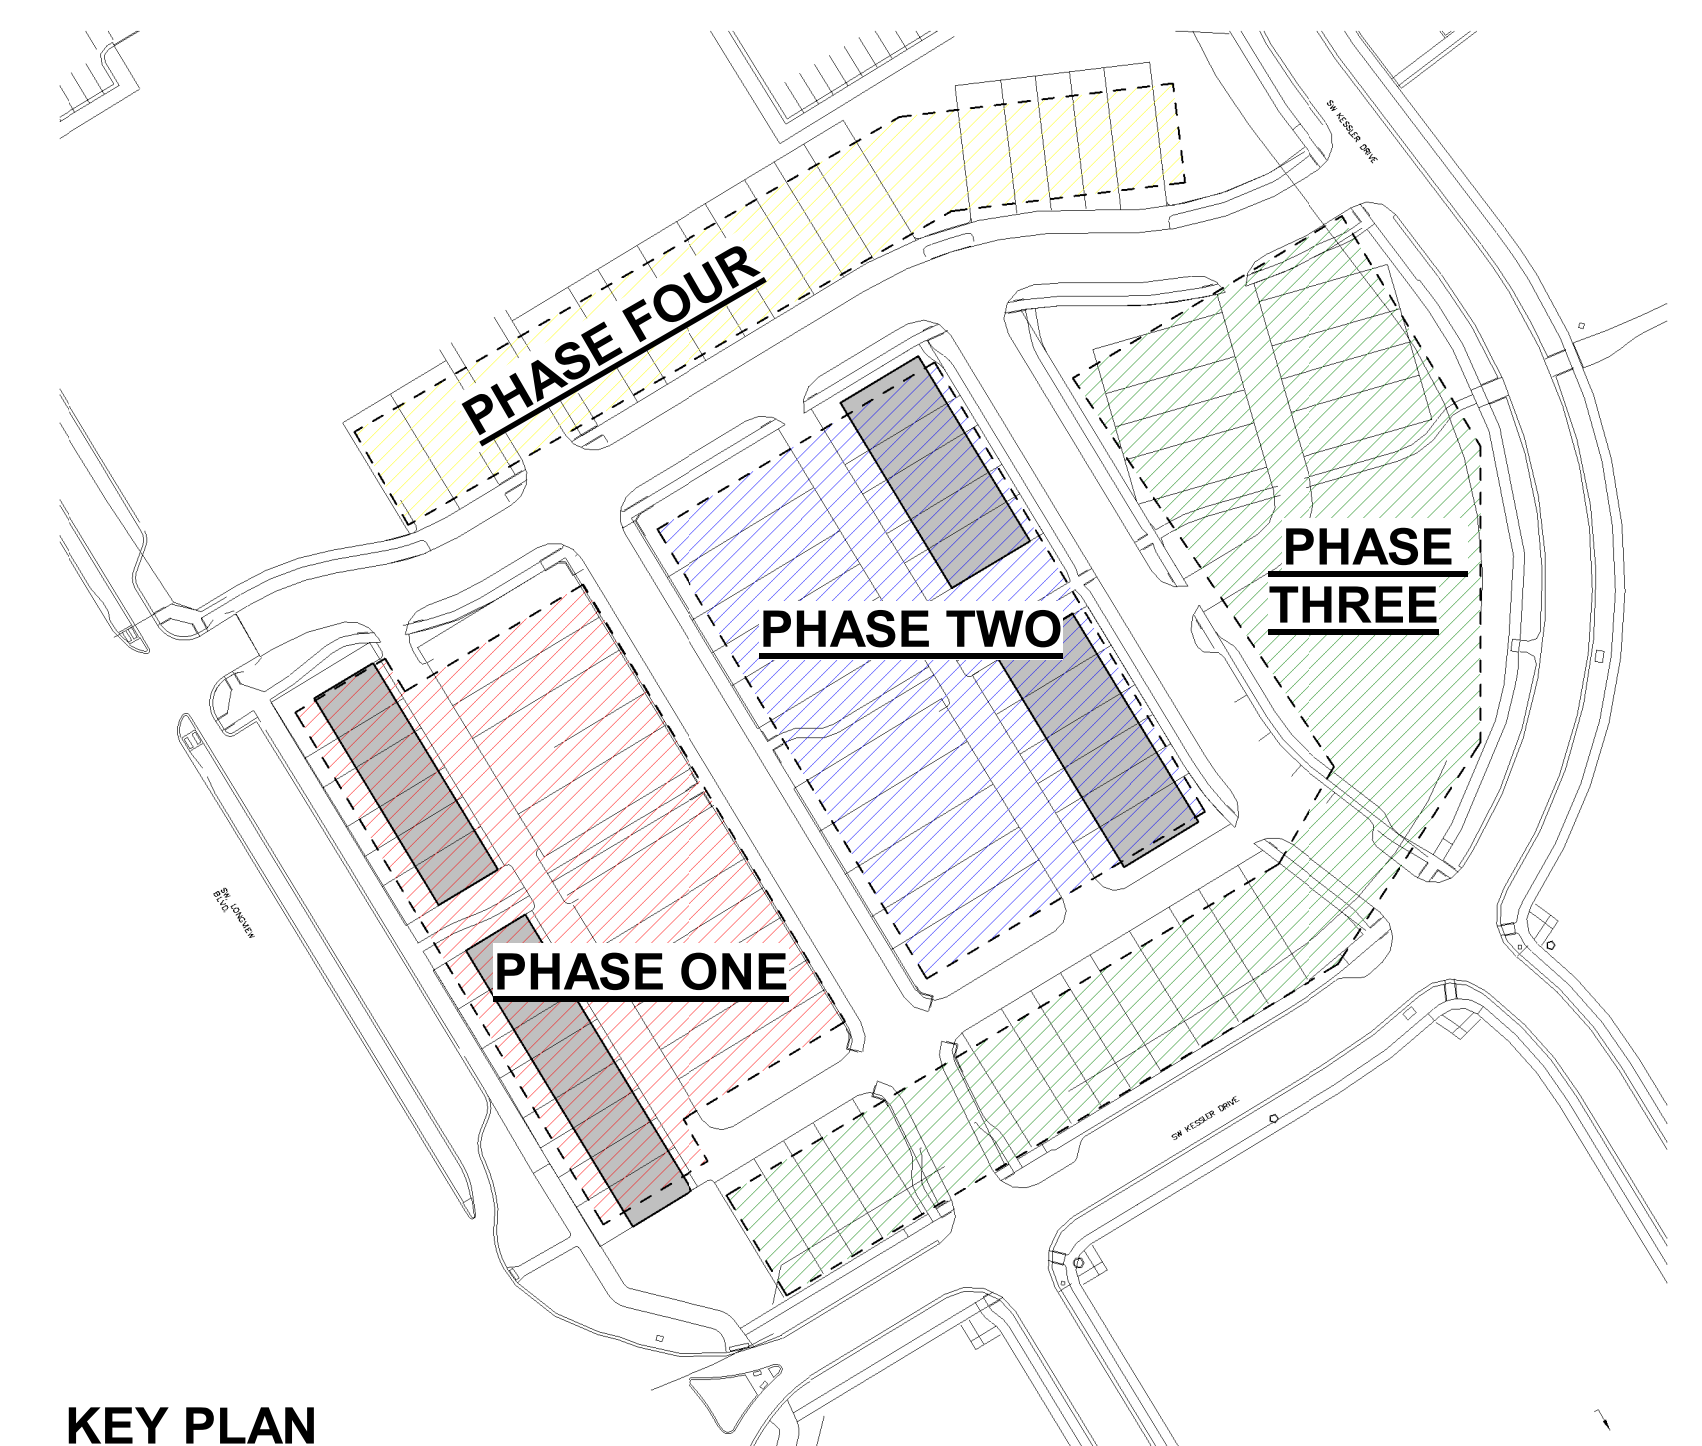 SW KESSLER DRIVE
PHASE FOUR
PHASE
THREE
PHASE TWO
SW LONGVIEW
BLVD.
PHASE ONE
SW KESSLER DRIVE
KEY PLAN